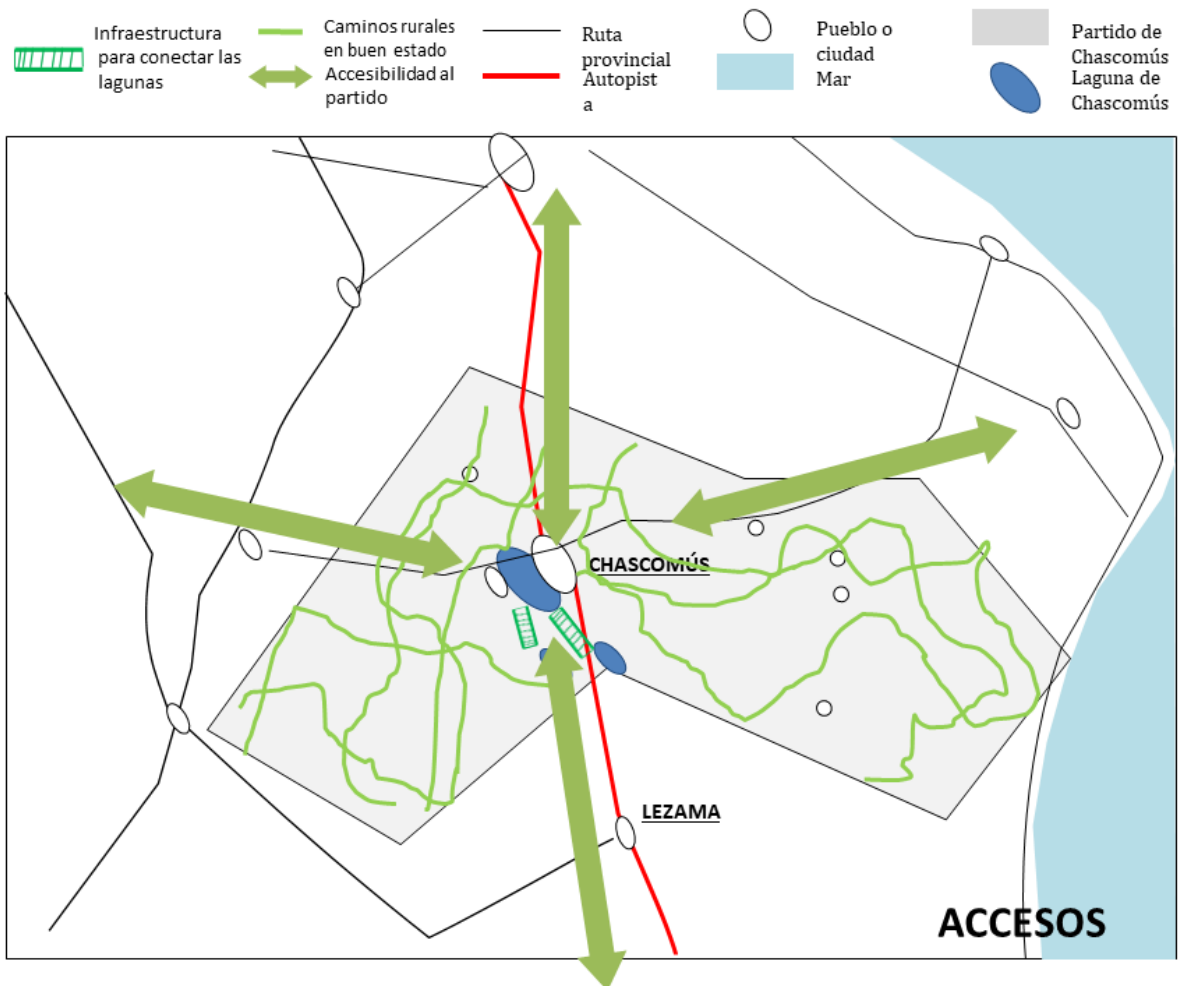 Infraestructura
para conectar las
lagunas
Caminos rurales
en buen estado
Accesibilidad al
partido
Ruta
provincial
Autopist
a
Pueblo o
ciudad
Mar
Partido de
Chascomús
Laguna de
Chascomús
CHASCOMÚS
LEZAMA
ACCESOS